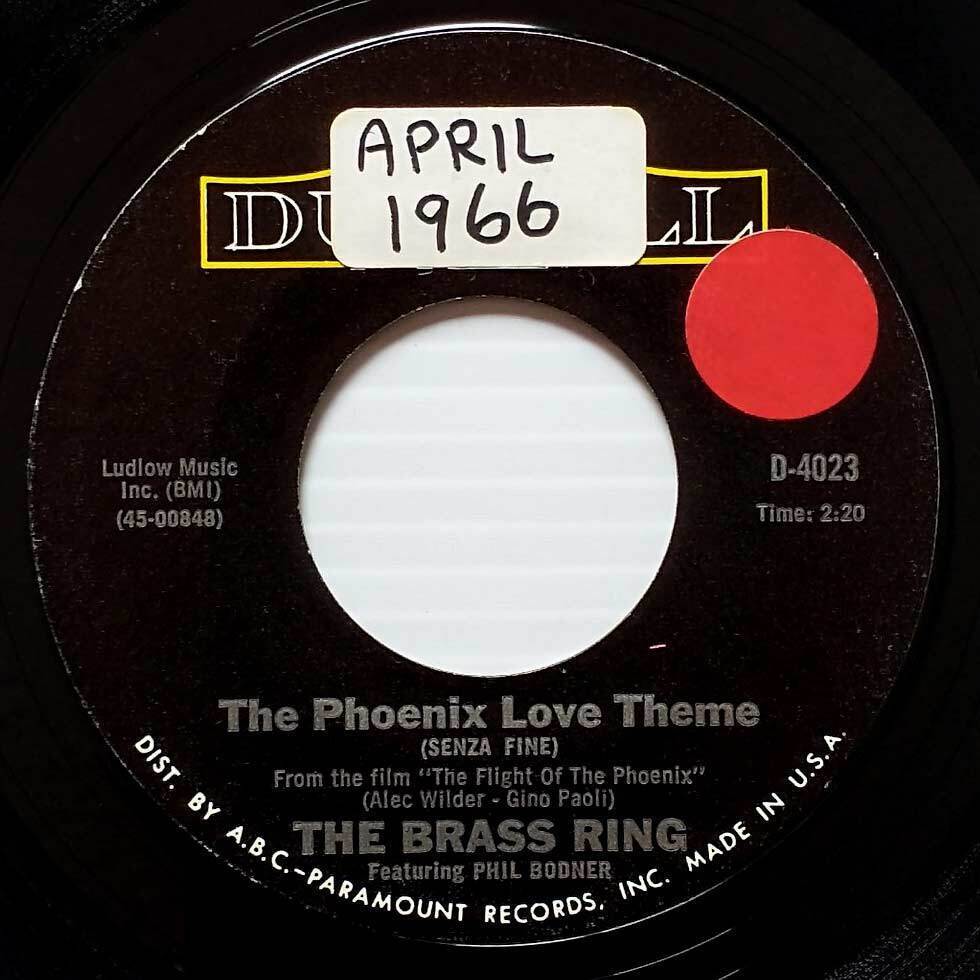 APRIL
1966
Ludlow Music
Inc. (BMI)
(45-00848)
D-4023
Time: 2:20
The Phoenix Love Theme
(SENZA FINE)
From the film "The Flight Of The Phoenix"
(Alec Wilder - Gino Paoli)
THE BRASS RING
Featuring PHIL BODNER
DIST. BY A.B.C.-PARAMOUNT RECORDS, INC. MADE IN U.S.A.